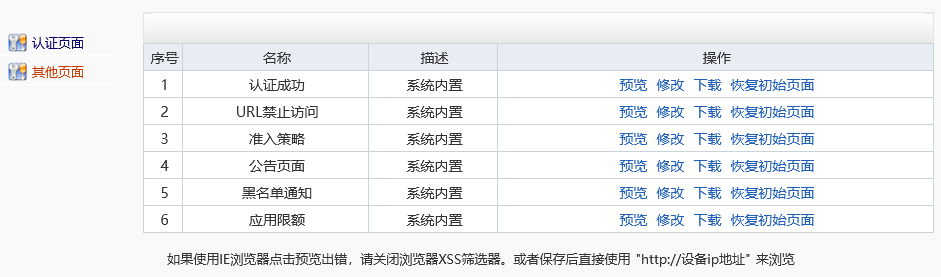 认证页面
其他页面
序号 名称 描述 操作
1 认证成功 系统内置 预览 修改 下载 恢复初始页面
2 URL禁止访问 系统内置 预览 修改 下载 恢复初始页面
3 准入策略 系统内置 预览 修改 下载 恢复初始页面
4 公告页面 系统内置 预览 修改 下载 恢复初始页面
5 黑名单通知 系统内置 预览 修改 下载 恢复初始页面
6 应用限额 系统内置 预览 修改 下载 恢复初始页面
如果使用IE浏览器点击预览出错，请关闭浏览器XSS筛选器。或者保存后直接使用 "http://设备ip地址" 来浏览